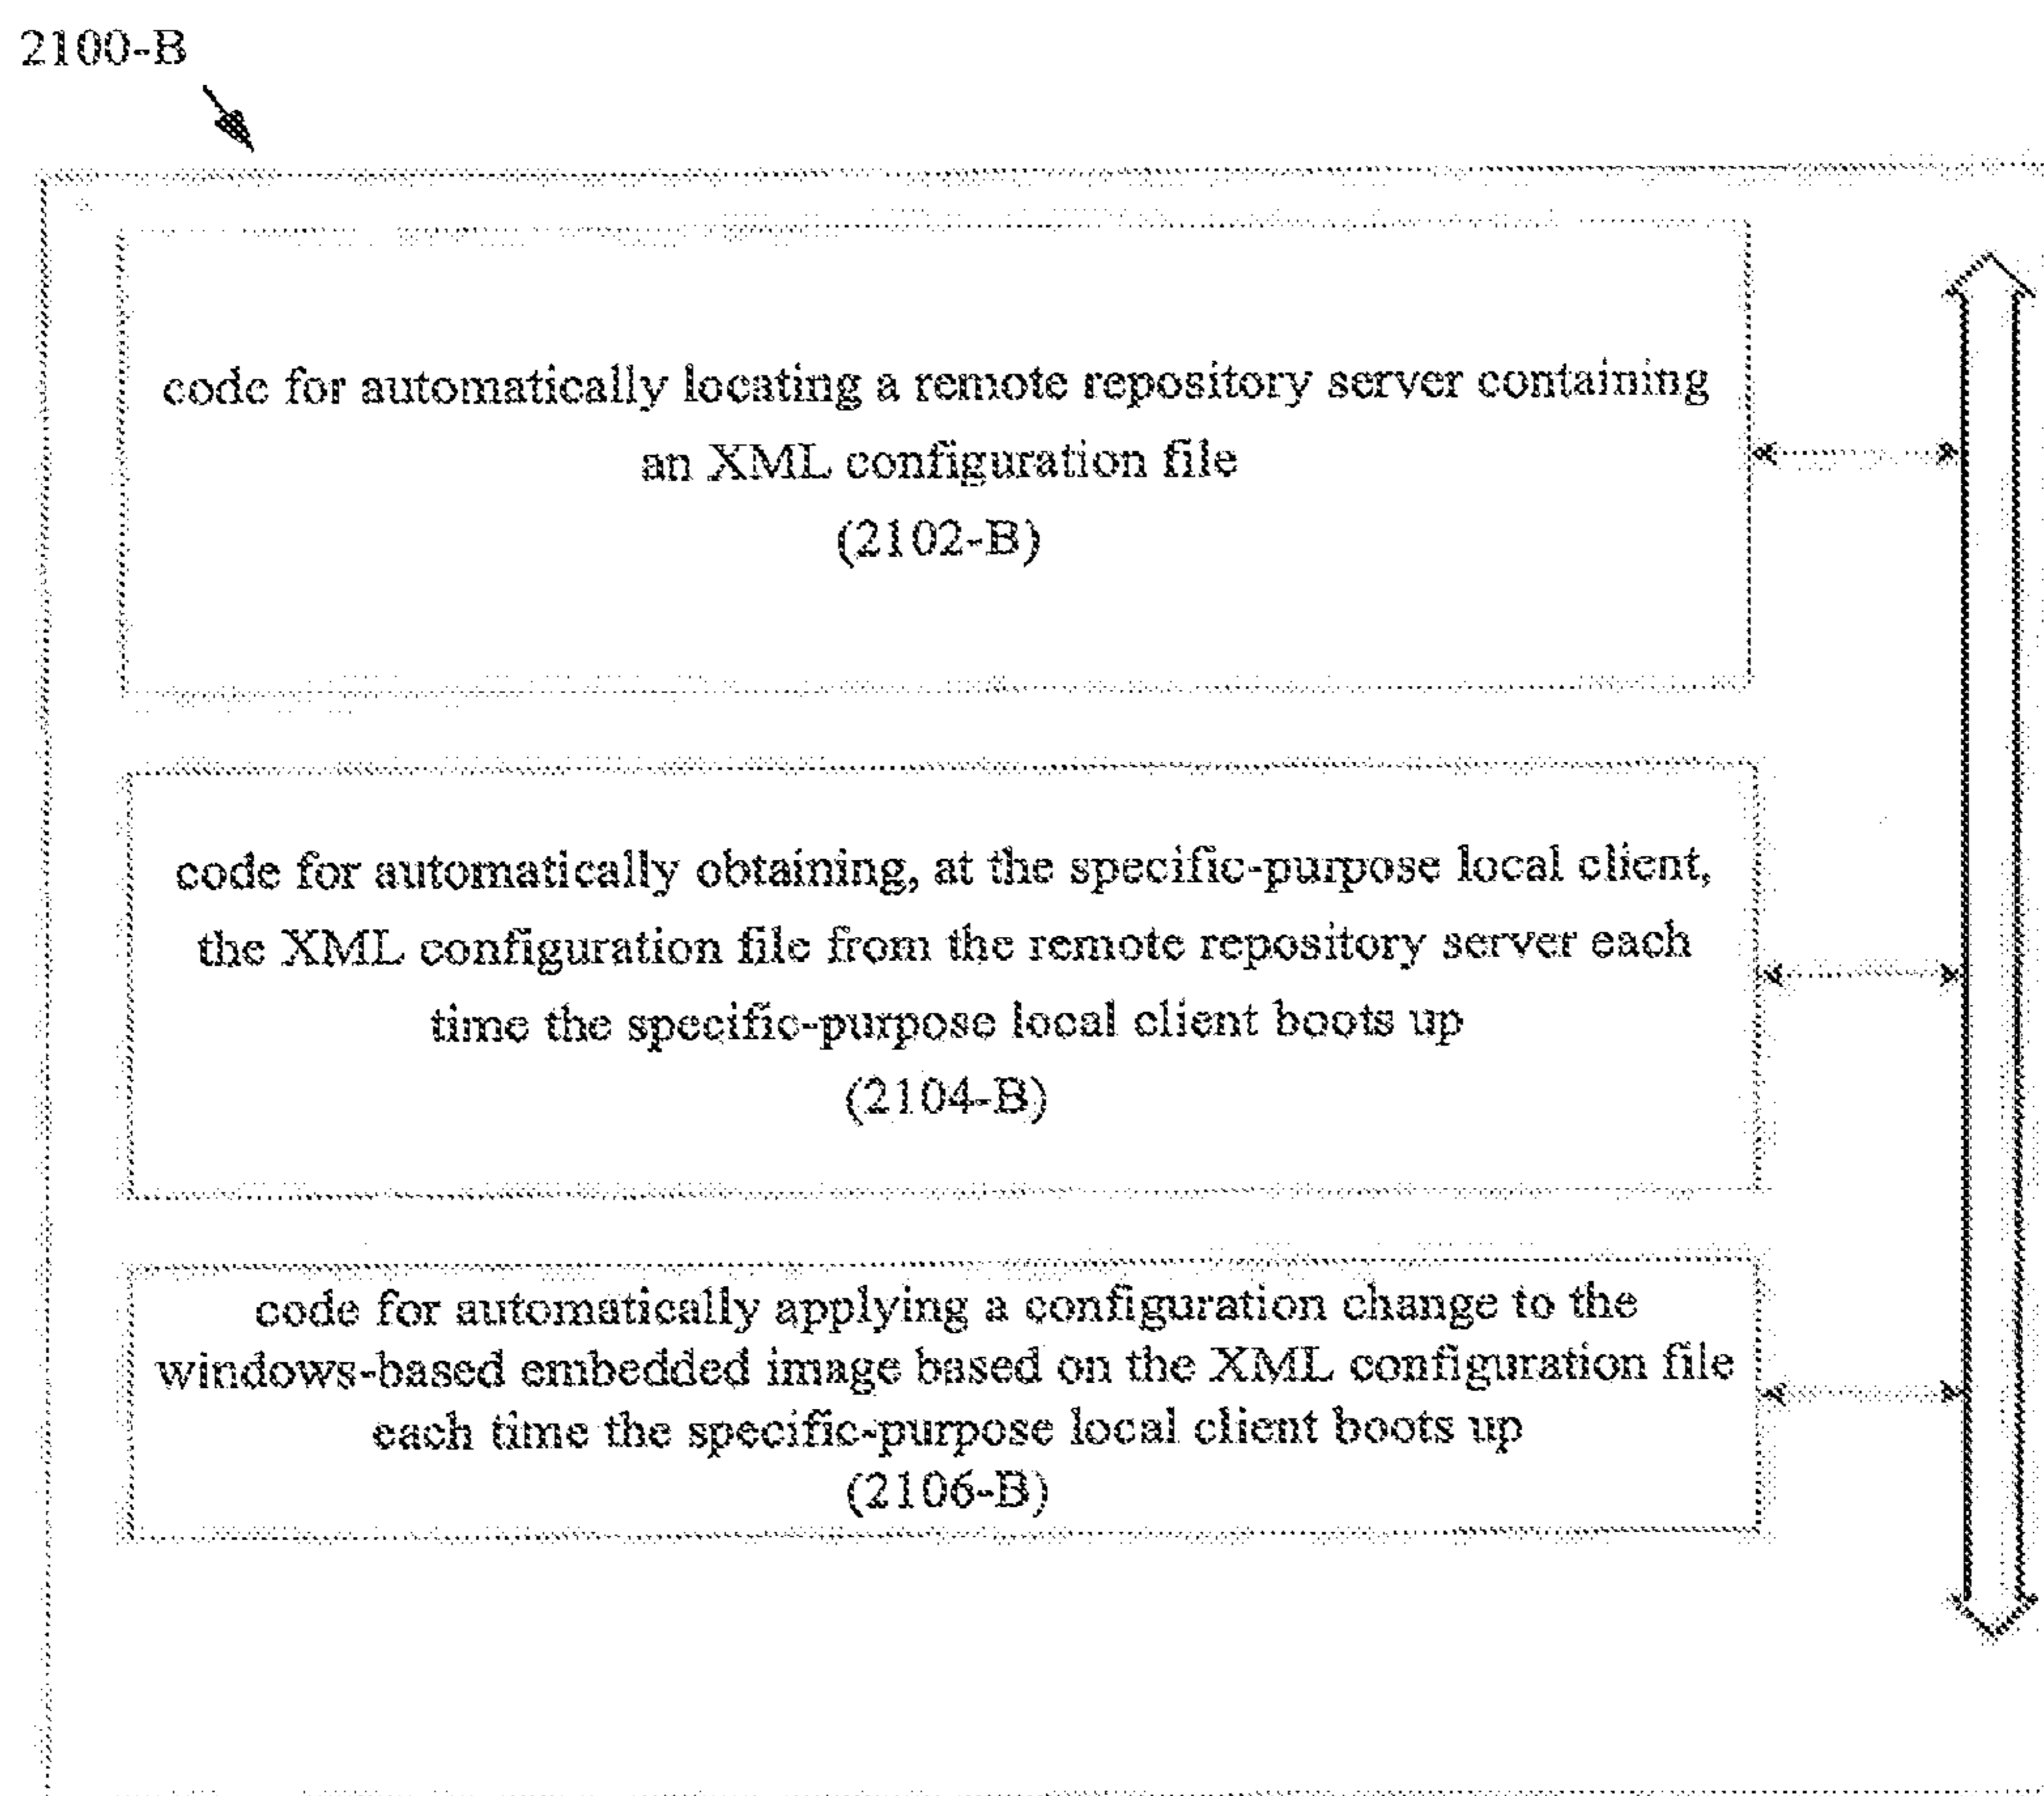 2100-B
code for automatically locating a remote repository server containing
an XML configuration file
(2102-B)
code for automatically obtaining, at the specific-purpose local client,
the XML configuration file from the remote repository server each
time the specific-purpose local client boots up
(2104-B)
code for automatically applying a configuration change to the
windows-based embedded image based on the XML configuration file
each time the specific-purpose local client boots up
(2106-B)